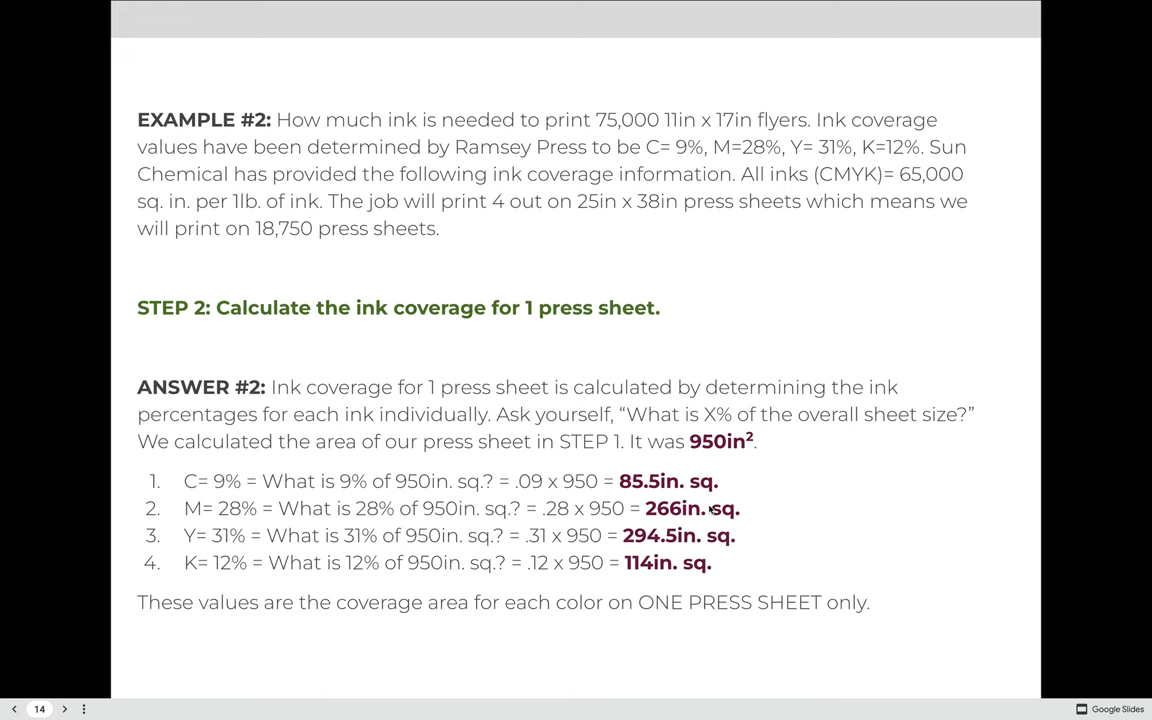 EXAMPLE #2: How much ink is needed to print 75,000 11in x 17in flyers. Ink coverage
values have been determined by Ramsey Press to be C= 9%, M=28%, Y= 31%, K=12%. Sun
Chemical has provided the following ink coverage information. All inks (CMYK)= 65,000
sq. in. per 1lb. of ink. The job will print 4 out on 25in x 38in press sheets which means we
will print on 18,750 press sheets.
STEP 2: Calculate the ink coverage for 1 press sheet.
ANSWER #2: Ink coverage for 1 press sheet is calculated by determining the ink
percentages for each ink individually. Ask yourself, “What is X% of the overall sheet size?”
We calculated the area of our press sheet in STEP 1. It was 950in².
1. C= 9% = What is 9% of 950in. sq.? = .09 x 950 = 85.5in. sq.
2. M= 28% = What is 28% of 950in. sq.? = .28 x 950 = 266in. sq.
3. Y= 31% = What is 31% of 950in. sq.? = .31 x 950 = 294.5in. sq.
4. K= 12% = What is 12% of 950in. sq.? = .12 x 950 = 114in. sq.
These values are the coverage area for each color on ONE PRESS SHEET only.
14
Google Slides